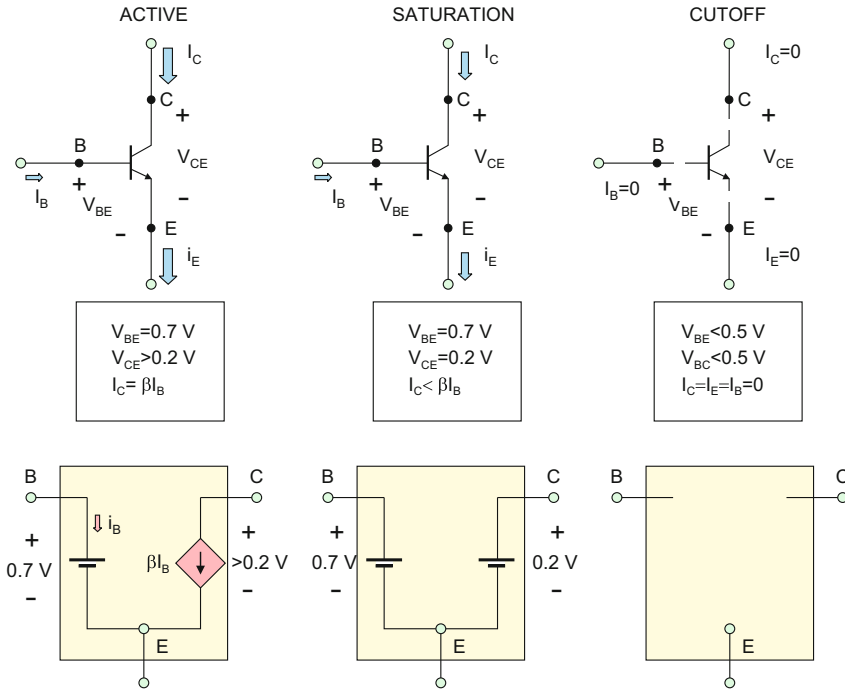 ACTIVE SATURATION CUTOFF
I_C I_C I_C=0
C C C
+ + +
B B B
V_CE V_CE V_CE
I_B + V_BE − I_B + V_BE − I_B=0 + V_BE −
− E − E − E
i_E i_E I_E=0
V_BE=0.7 V V_BE=0.7 V V_BE<0.5 V
V_CE>0.2 V V_CE=0.2 V V_BC<0.5 V
I_C= βI_B I_C< βI_B I_C=I_E=I_B=0
B C B C B C
i_B
+ + + +
0.7 V βI_B >0.2 V 0.7 V 0.2 V
− − − −
E E E